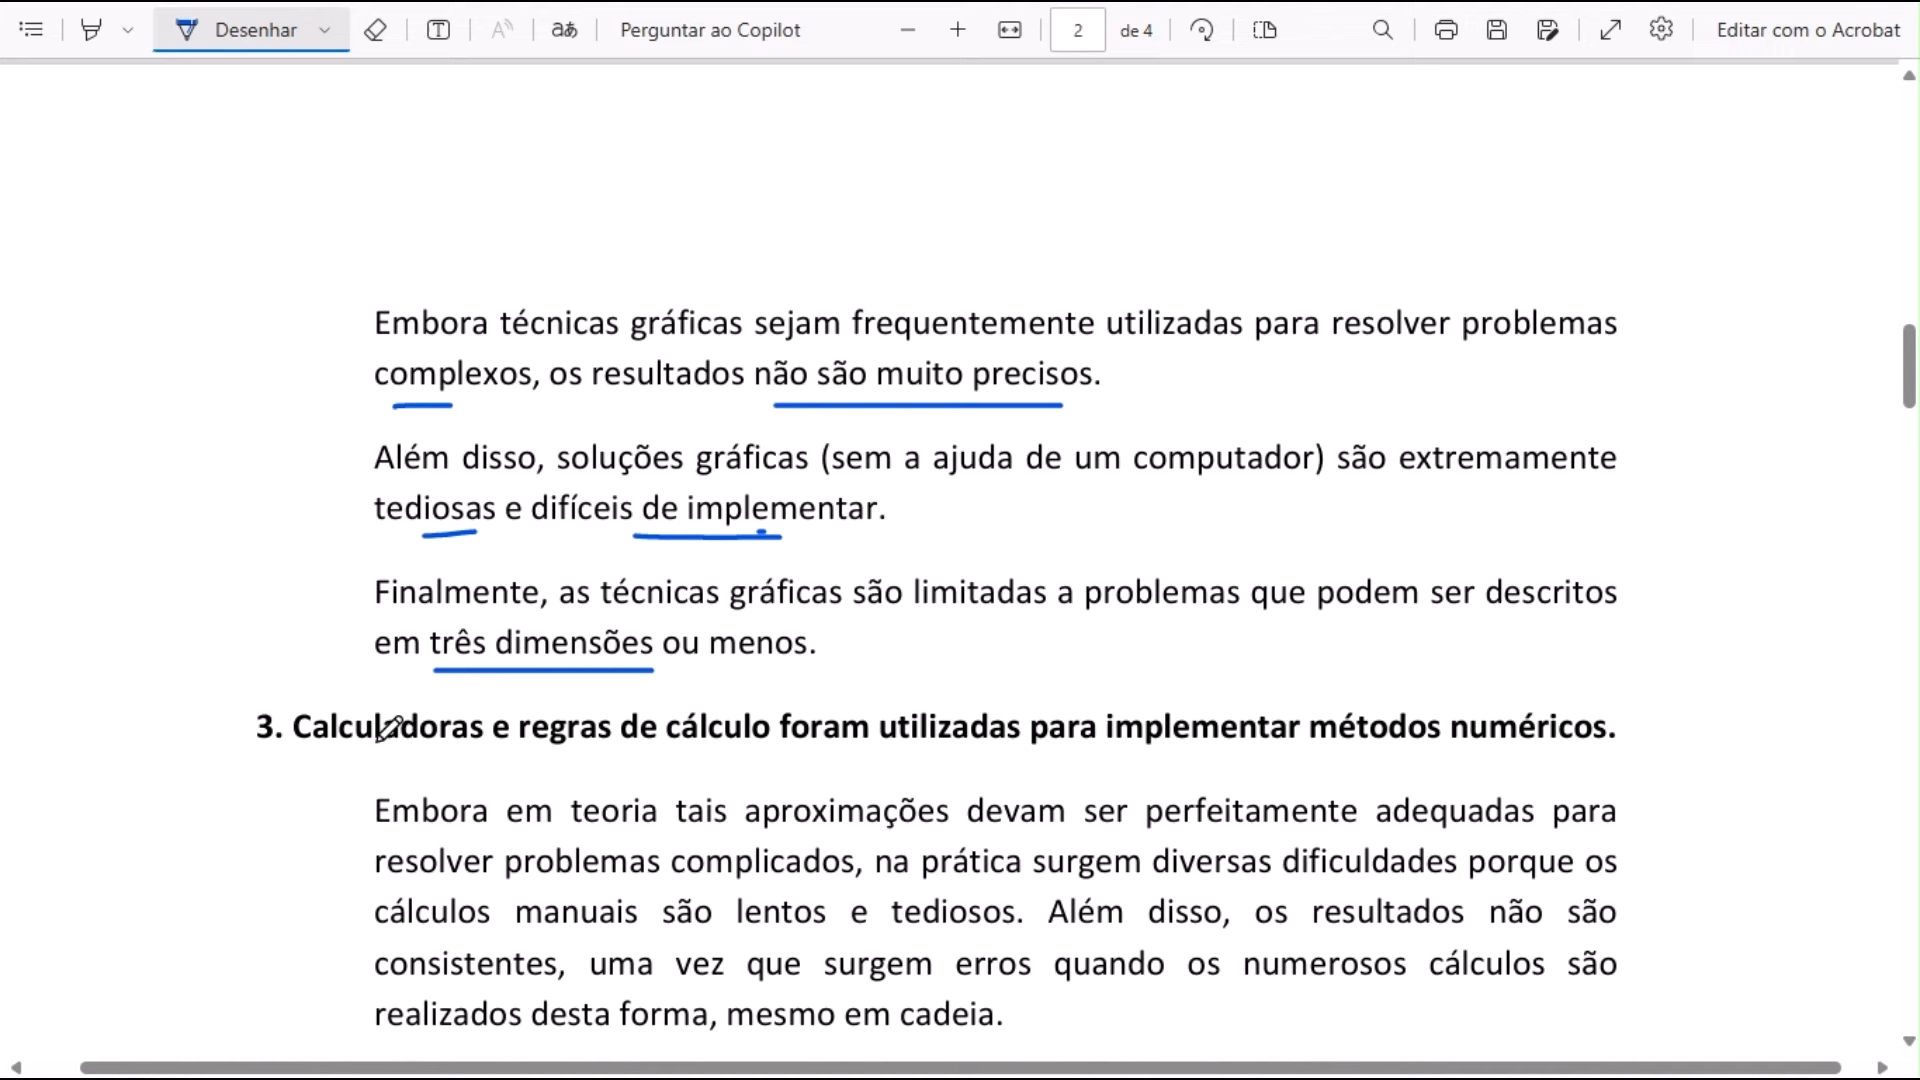 Desenhar
aあ
Perguntar ao Copilot
2
de 4
Editar com o Acrobat
Embora técnicas gráficas sejam frequentemente utilizadas para resolver problemas
complexos, os resultados não são muito precisos.
Além disso, soluções gráficas (sem a ajuda de um computador) são extremamente
tediosas e difíceis de implementar.
Finalmente, as técnicas gráficas são limitadas a problemas que podem ser descritos
em três dimensões ou menos.
3. Calculadoras e regras de cálculo foram utilizadas para implementar métodos numéricos.
Embora em teoria tais aproximações devam ser perfeitamente adequadas para
resolver problemas complicados, na prática surgem diversas dificuldades porque os
cálculos manuais são lentos e tediosos. Além disso, os resultados não são
consistentes, uma vez que surgem erros quando os numerosos cálculos são
realizados desta forma, mesmo em cadeia.